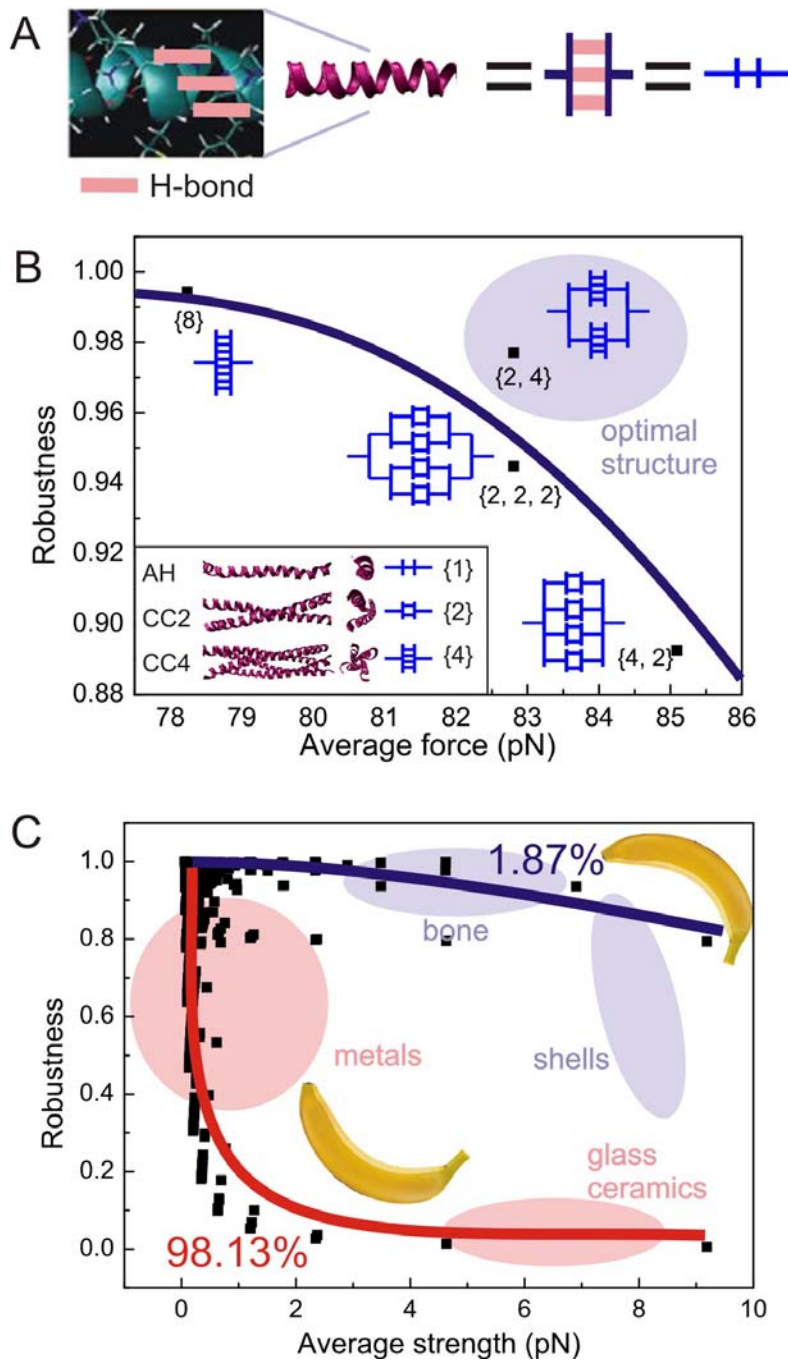 A
H-bond
B
Robustness
1.00
0.98
0.96
0.94
0.92
0.90
0.88
{8}
{2, 4}
optimal
structure
{2, 2, 2}
{4, 2}
AH
{1}
CC2
{2}
CC4
{4}
78
79
80
81
82
83
84
85
86
Average force (pN)
C
Robustness
1.0
0.8
0.6
0.4
0.2
0.0
1.87%
bone
metals
shells
glass
ceramics
98.13%
0
2
4
6
8
10
Average strength (pN)